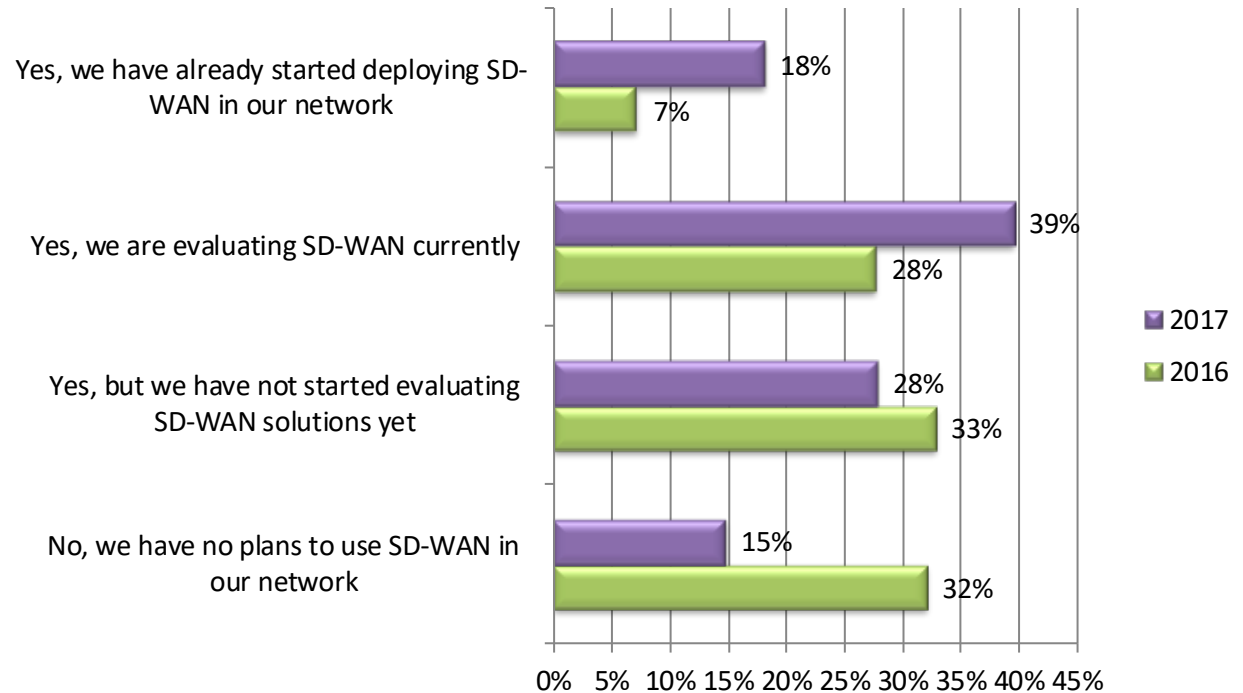 Yes, we have already started deploying SD-
WAN in our network
18%
7%
Yes, we are evaluating SD-WAN currently
39%
28%
Yes, but we have not started evaluating
SD-WAN solutions yet
28%
33%
No, we have no plans to use SD-WAN in
our network
15%
32%
2017
2016
0% 5% 10% 15% 20% 25% 30% 35% 40% 45%